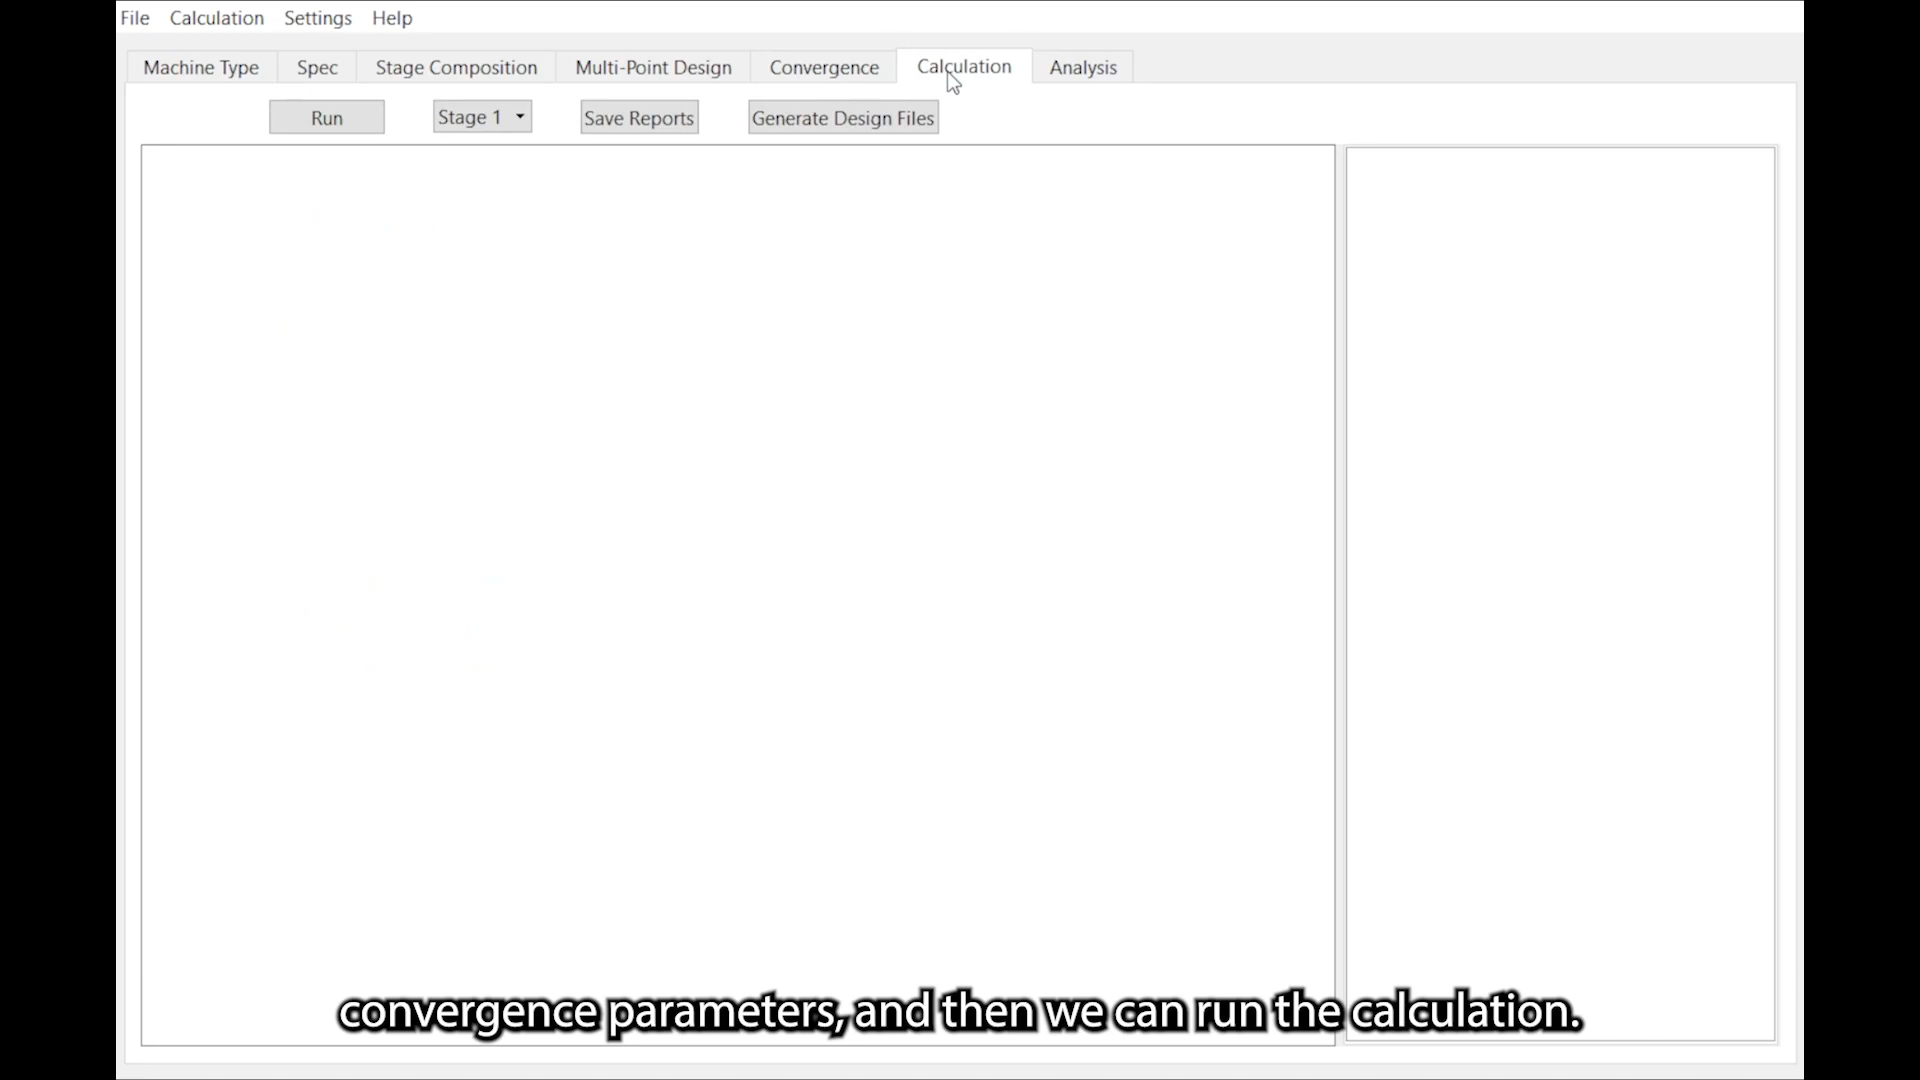 File Calculation Settings Help
Machine Type Spec Stage Composition Multi-Point Design Convergence Calculation Analysis
Run Stage 1 Save Reports Generate Design Files
convergence parameters, and then we can run the calculation.